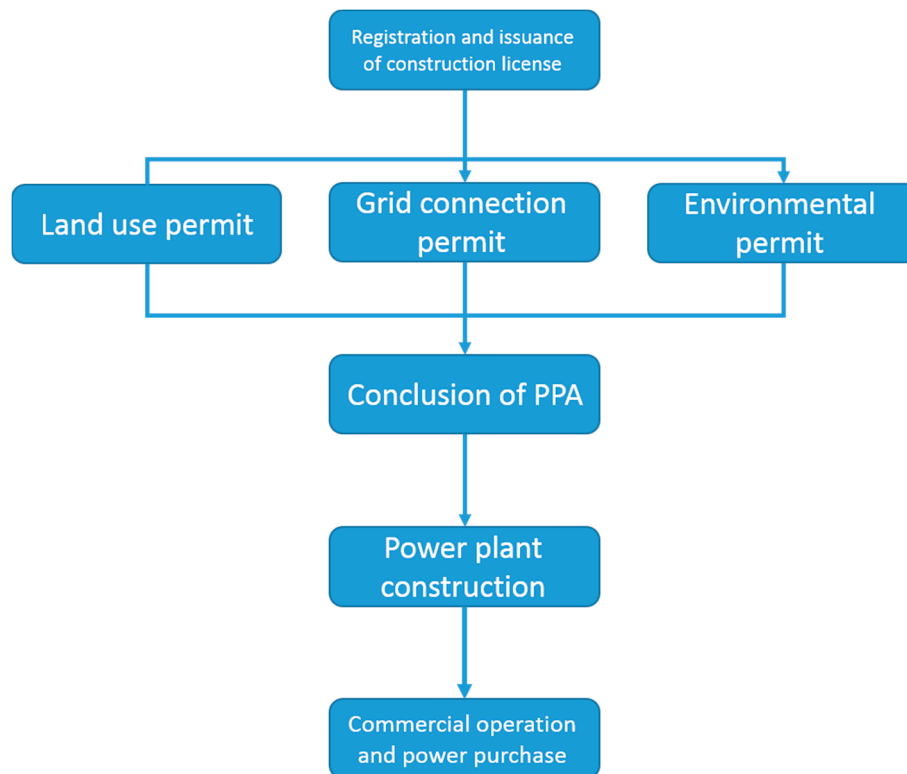 Registration and issuance
of construction license
Land use permit
Grid connection
permit
Environmental
permit
Conclusion of PPA
Power plant
construction
Commercial operation
and power purchase